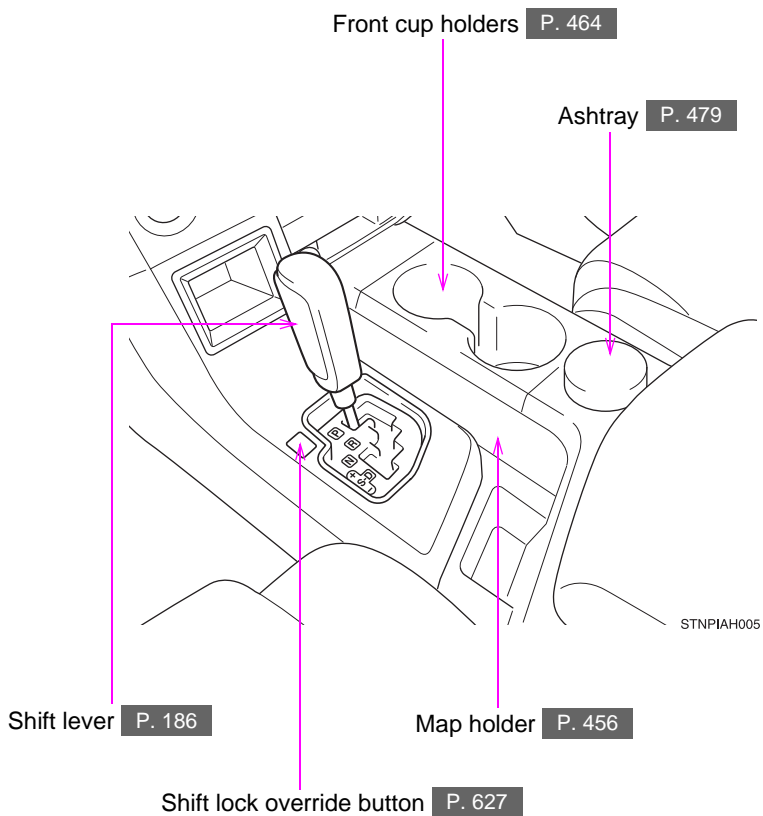 Front cup holders P. 464
Ashtray P. 479
P
R
N
D
+
S
-
STNPIAH005
Shift lever P. 186
Map holder P. 456
Shift lock override button P. 627